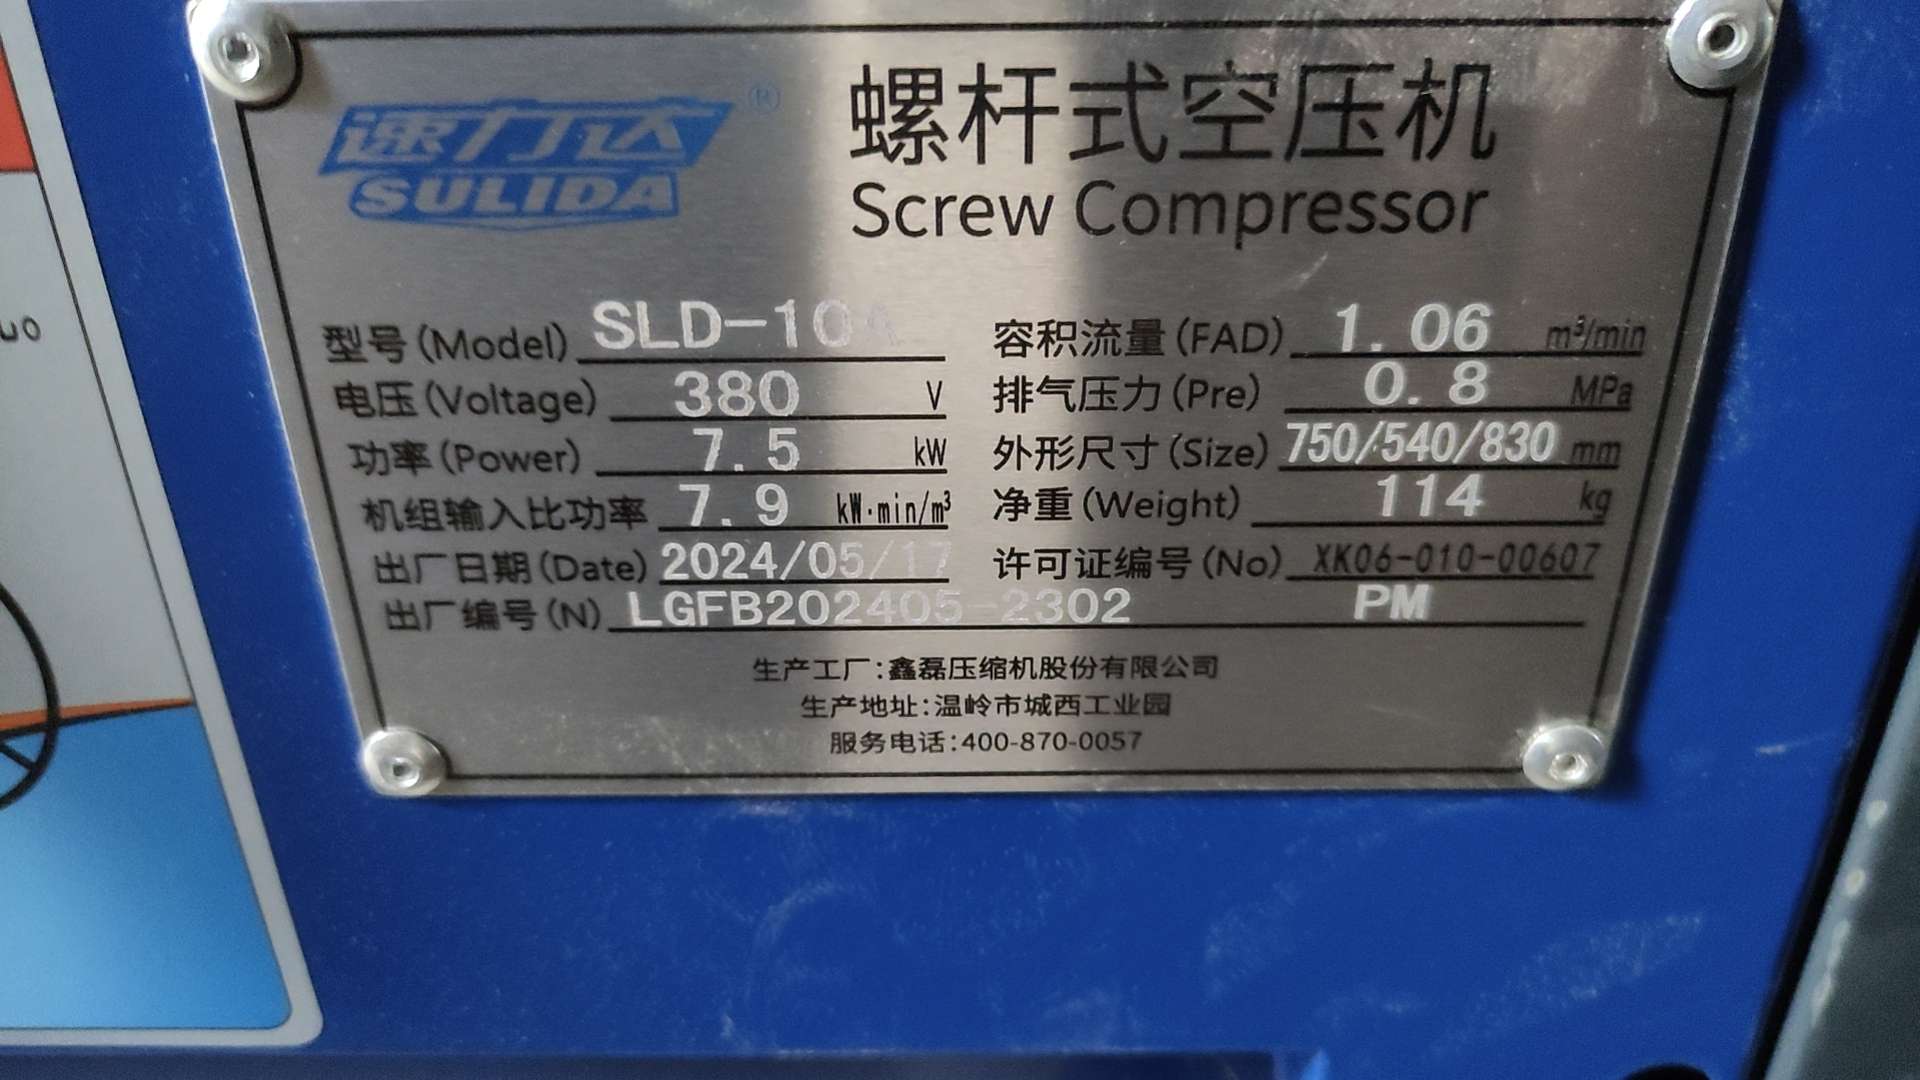 速力达®
SULIDA
螺杆式空压机
Screw Compressor
型号(Model) SLD-10A
容积流量(FAD) 1.06 m³/min
电压(Voltage) 380 V
排气压力(Pre) 0.8 MPa
功率(Power) 7.5 kW
外形尺寸(Size) 750/540/830 mm
机组输入比功率 7.9 kW·min/m³
净重(Weight) 114 kg
出厂日期(Date) 2024/05/17
许可证编号(No) XK06-010-00607
出厂编号(N) LGFB202405-2302 PM
生产工厂:鑫磊压缩机股份有限公司
生产地址:温岭市城西工业园
服务电话:400-870-0057